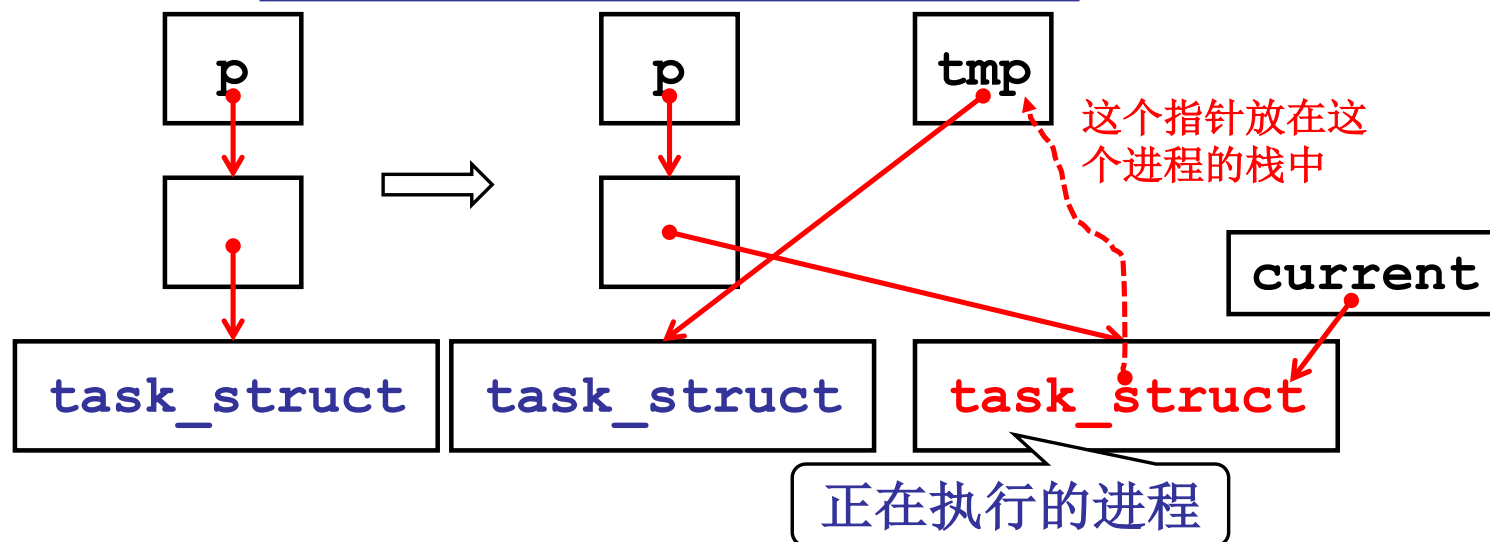 p
p
tmp
这个指针放在这
个进程的栈中
current
task_struct
task_struct
task_struct
正在执行的进程